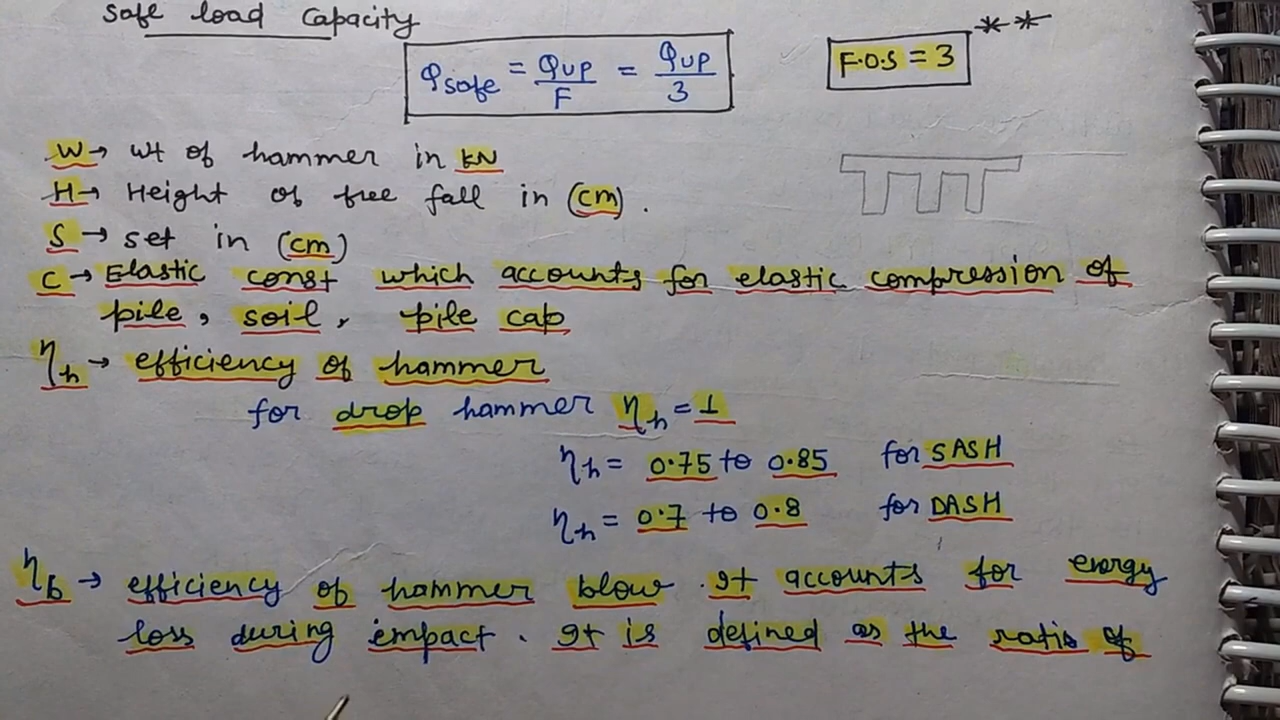 Safe load Capacity
Qsafe = Qup/F = Qup/3
F.O.S = 3 **
W → wt of hammer in kN
H → Height of free fall in (cm).
S → set in (cm)
C → Elastic const which accounts for elastic compression of
pile, soil, pile cap
ηh → efficiency of hammer
for drop hammer ηh = 1
ηh = 0.75 to 0.85 for SASH
ηh = 0.7 to 0.8 for DASH
ηb → efficiency of hammer blow. It accounts for energy
loss during impact. It is defined as the ratio of